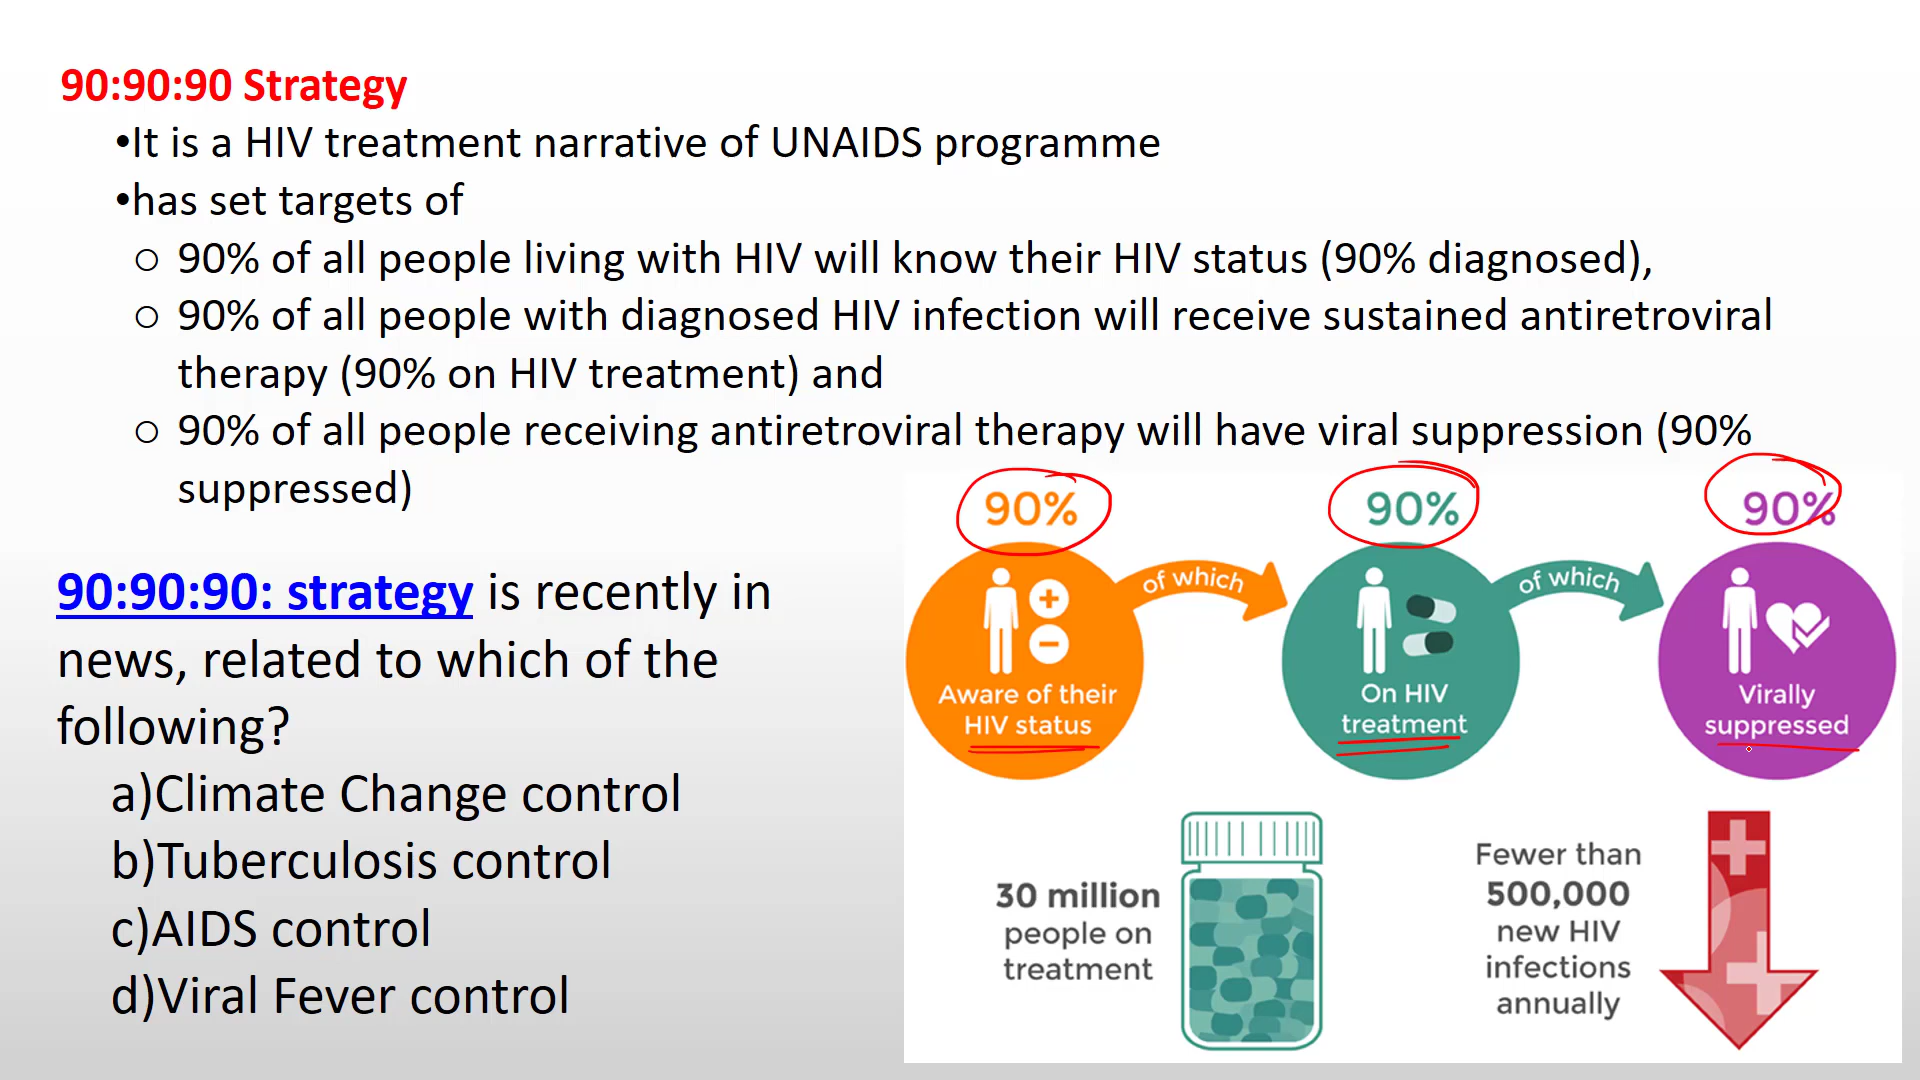 90:90:90 Strategy
•It is a HIV treatment narrative of UNAIDS programme
•has set targets of
○ 90% of all people living with HIV will know their HIV status (90% diagnosed),
○ 90% of all people with diagnosed HIV infection will receive sustained antiretroviral
therapy (90% on HIV treatment) and
○ 90% of all people receiving antiretroviral therapy will have viral suppression (90%
suppressed)
90:90:90: strategy is recently in
news, related to which of the
following?
a)Climate Change control
b)Tuberculosis control
c)AIDS control
d)Viral Fever control
90%
Aware of their
HIV status
of which
90%
On HIV
treatment
of which
90%
Virally
suppressed
30 million
people on
treatment
Fewer than
500,000
new HIV
infections
annually